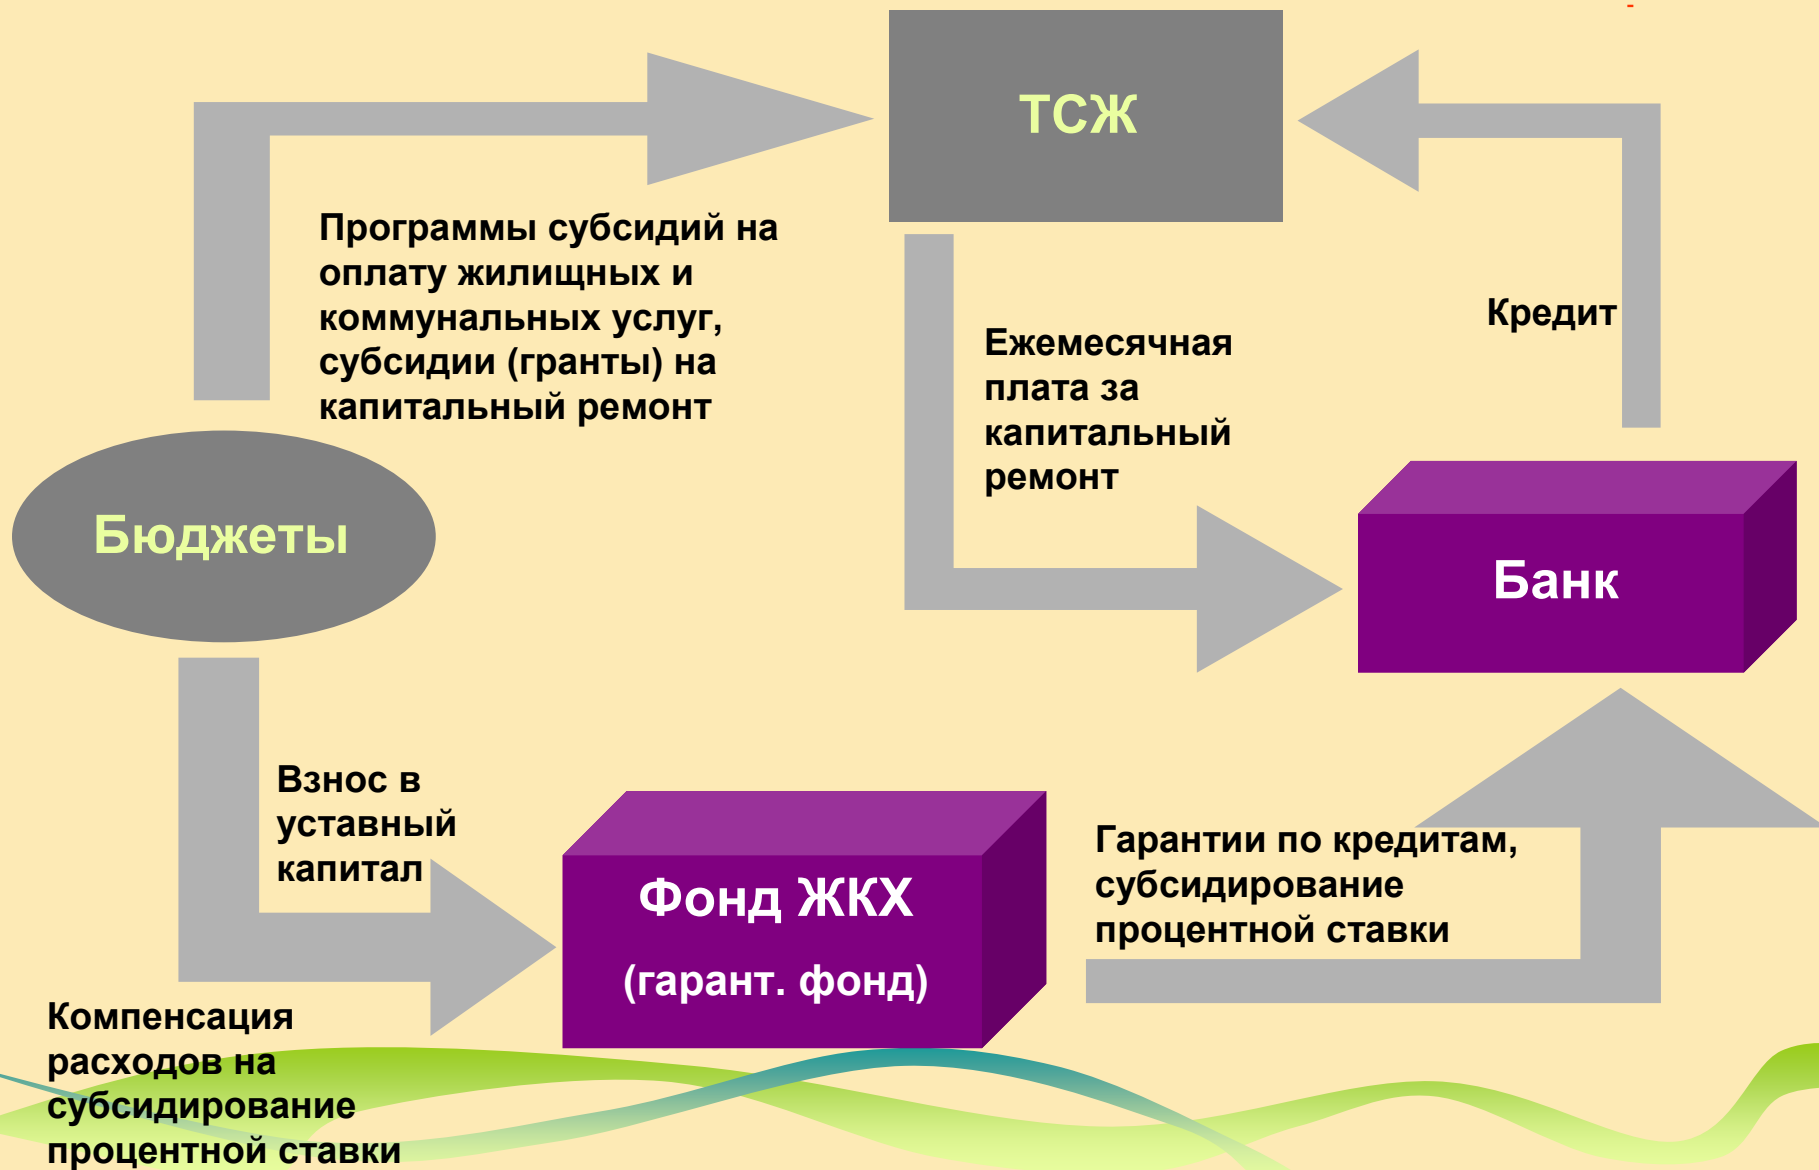 ТСЖ
Программы субсидий на
оплату жилищных и
коммунальных услуг,
субсидии (гранты) на
капитальный ремонт
Кредит
Ежемесячная
плата за
капитальный
ремонт
Бюджеты
Банк
Взнос в
уставный
капитал
Фонд ЖКХ
(гарант. фонд)
Гарантии по кредитам,
субсидирование
процентной ставки
Компенсация
расходов на
субсидирование
процентной ставки